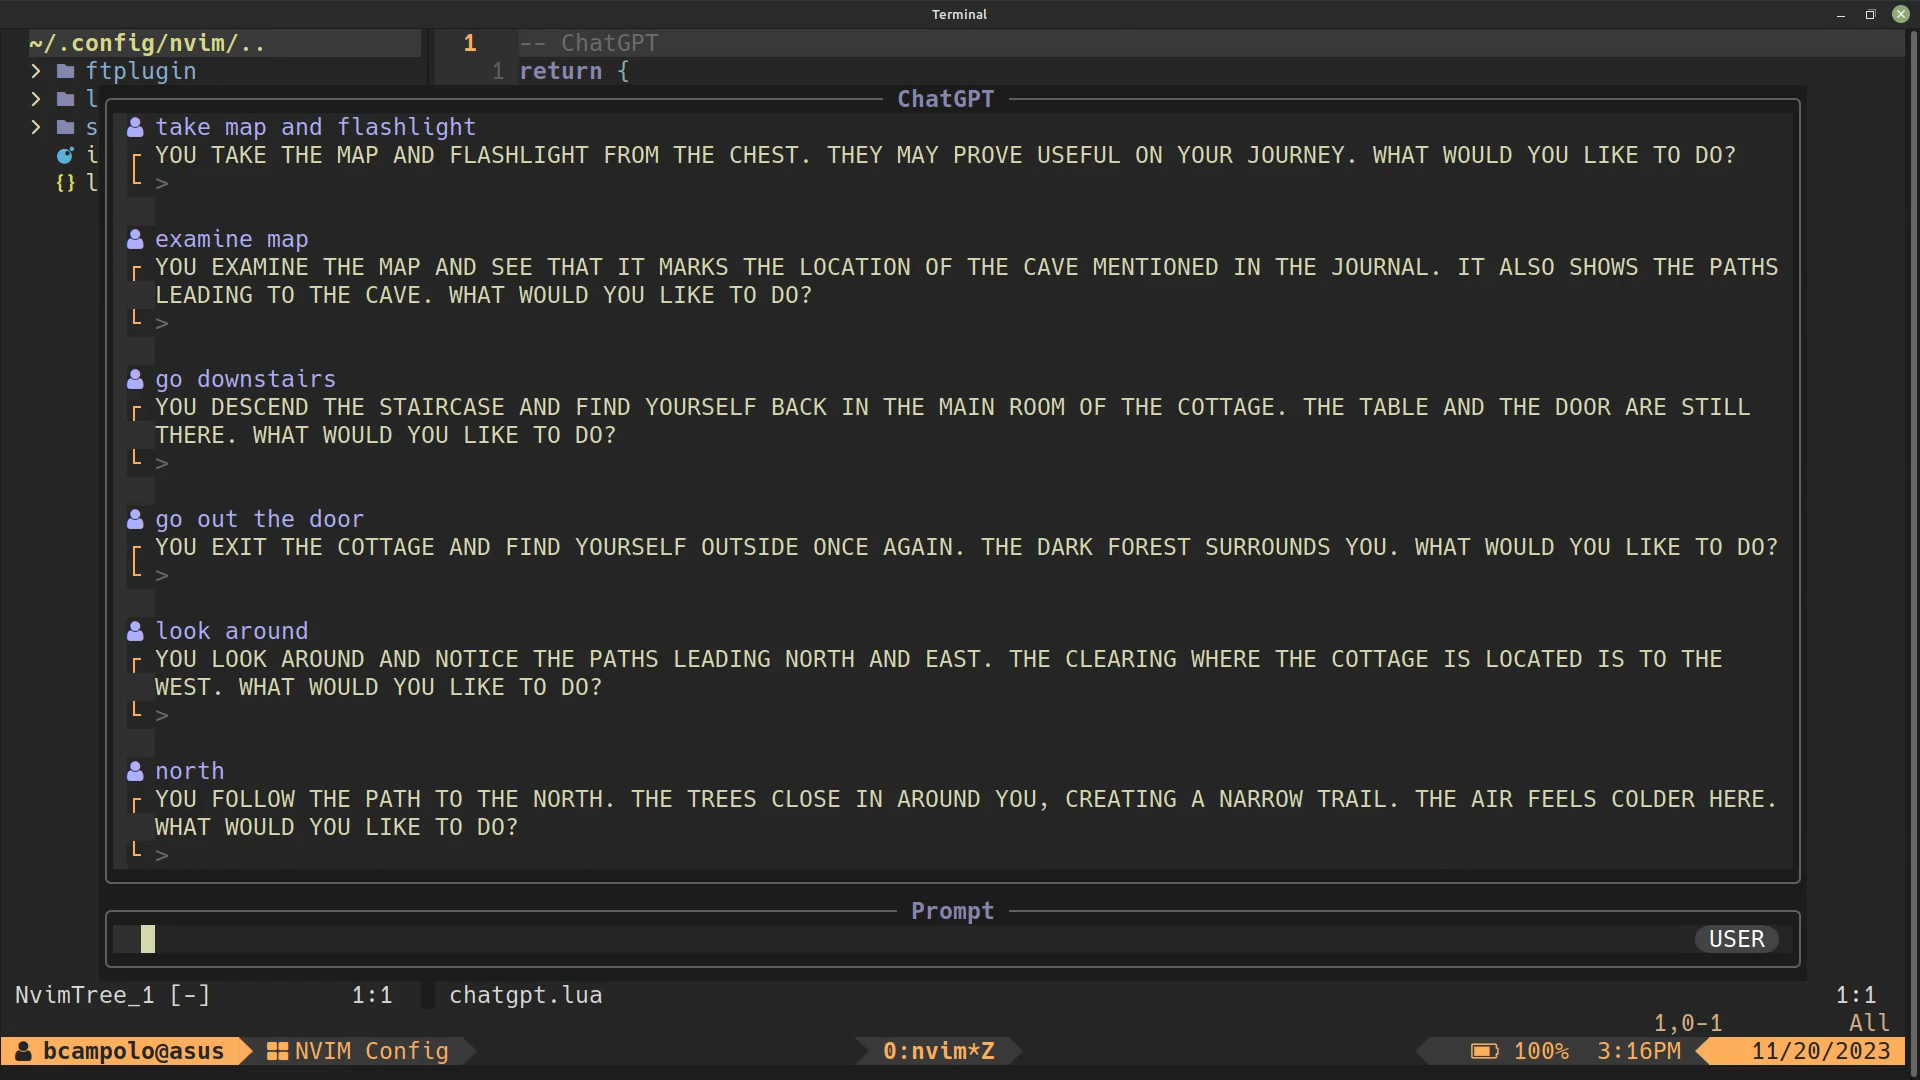 Terminal
~/.config/nvim/..
1 -- ChatGPT
ftplugin
1 return {
l
ChatGPT
take map and flashlight
s
YOU TAKE THE MAP AND FLASHLIGHT FROM THE CHEST. THEY MAY PROVE USEFUL ON YOUR JOURNEY. WHAT WOULD YOU LIKE TO DO?
i
>
{} l
examine map
YOU EXAMINE THE MAP AND SEE THAT IT MARKS THE LOCATION OF THE CAVE MENTIONED IN THE JOURNAL. IT ALSO SHOWS THE PATHS
LEADING TO THE CAVE. WHAT WOULD YOU LIKE TO DO?
>
go downstairs
YOU DESCEND THE STAIRCASE AND FIND YOURSELF BACK IN THE MAIN ROOM OF THE COTTAGE. THE TABLE AND THE DOOR ARE STILL
THERE. WHAT WOULD YOU LIKE TO DO?
>
go out the door
YOU EXIT THE COTTAGE AND FIND YOURSELF OUTSIDE ONCE AGAIN. THE DARK FOREST SURROUNDS YOU. WHAT WOULD YOU LIKE TO DO?
>
look around
YOU LOOK AROUND AND NOTICE THE PATHS LEADING NORTH AND EAST. THE CLEARING WHERE THE COTTAGE IS LOCATED IS TO THE
WEST. WHAT WOULD YOU LIKE TO DO?
>
north
YOU FOLLOW THE PATH TO THE NORTH. THE TREES CLOSE IN AROUND YOU, CREATING A NARROW TRAIL. THE AIR FEELS COLDER HERE.
WHAT WOULD YOU LIKE TO DO?
>
Prompt
USER
NvimTree_1 [-] 1:1 chatgpt.lua 1:1
1,0-1 All
bcampolo@asus NVIM Config 0:nvim*Z 100% 3:16PM 11/20/2023